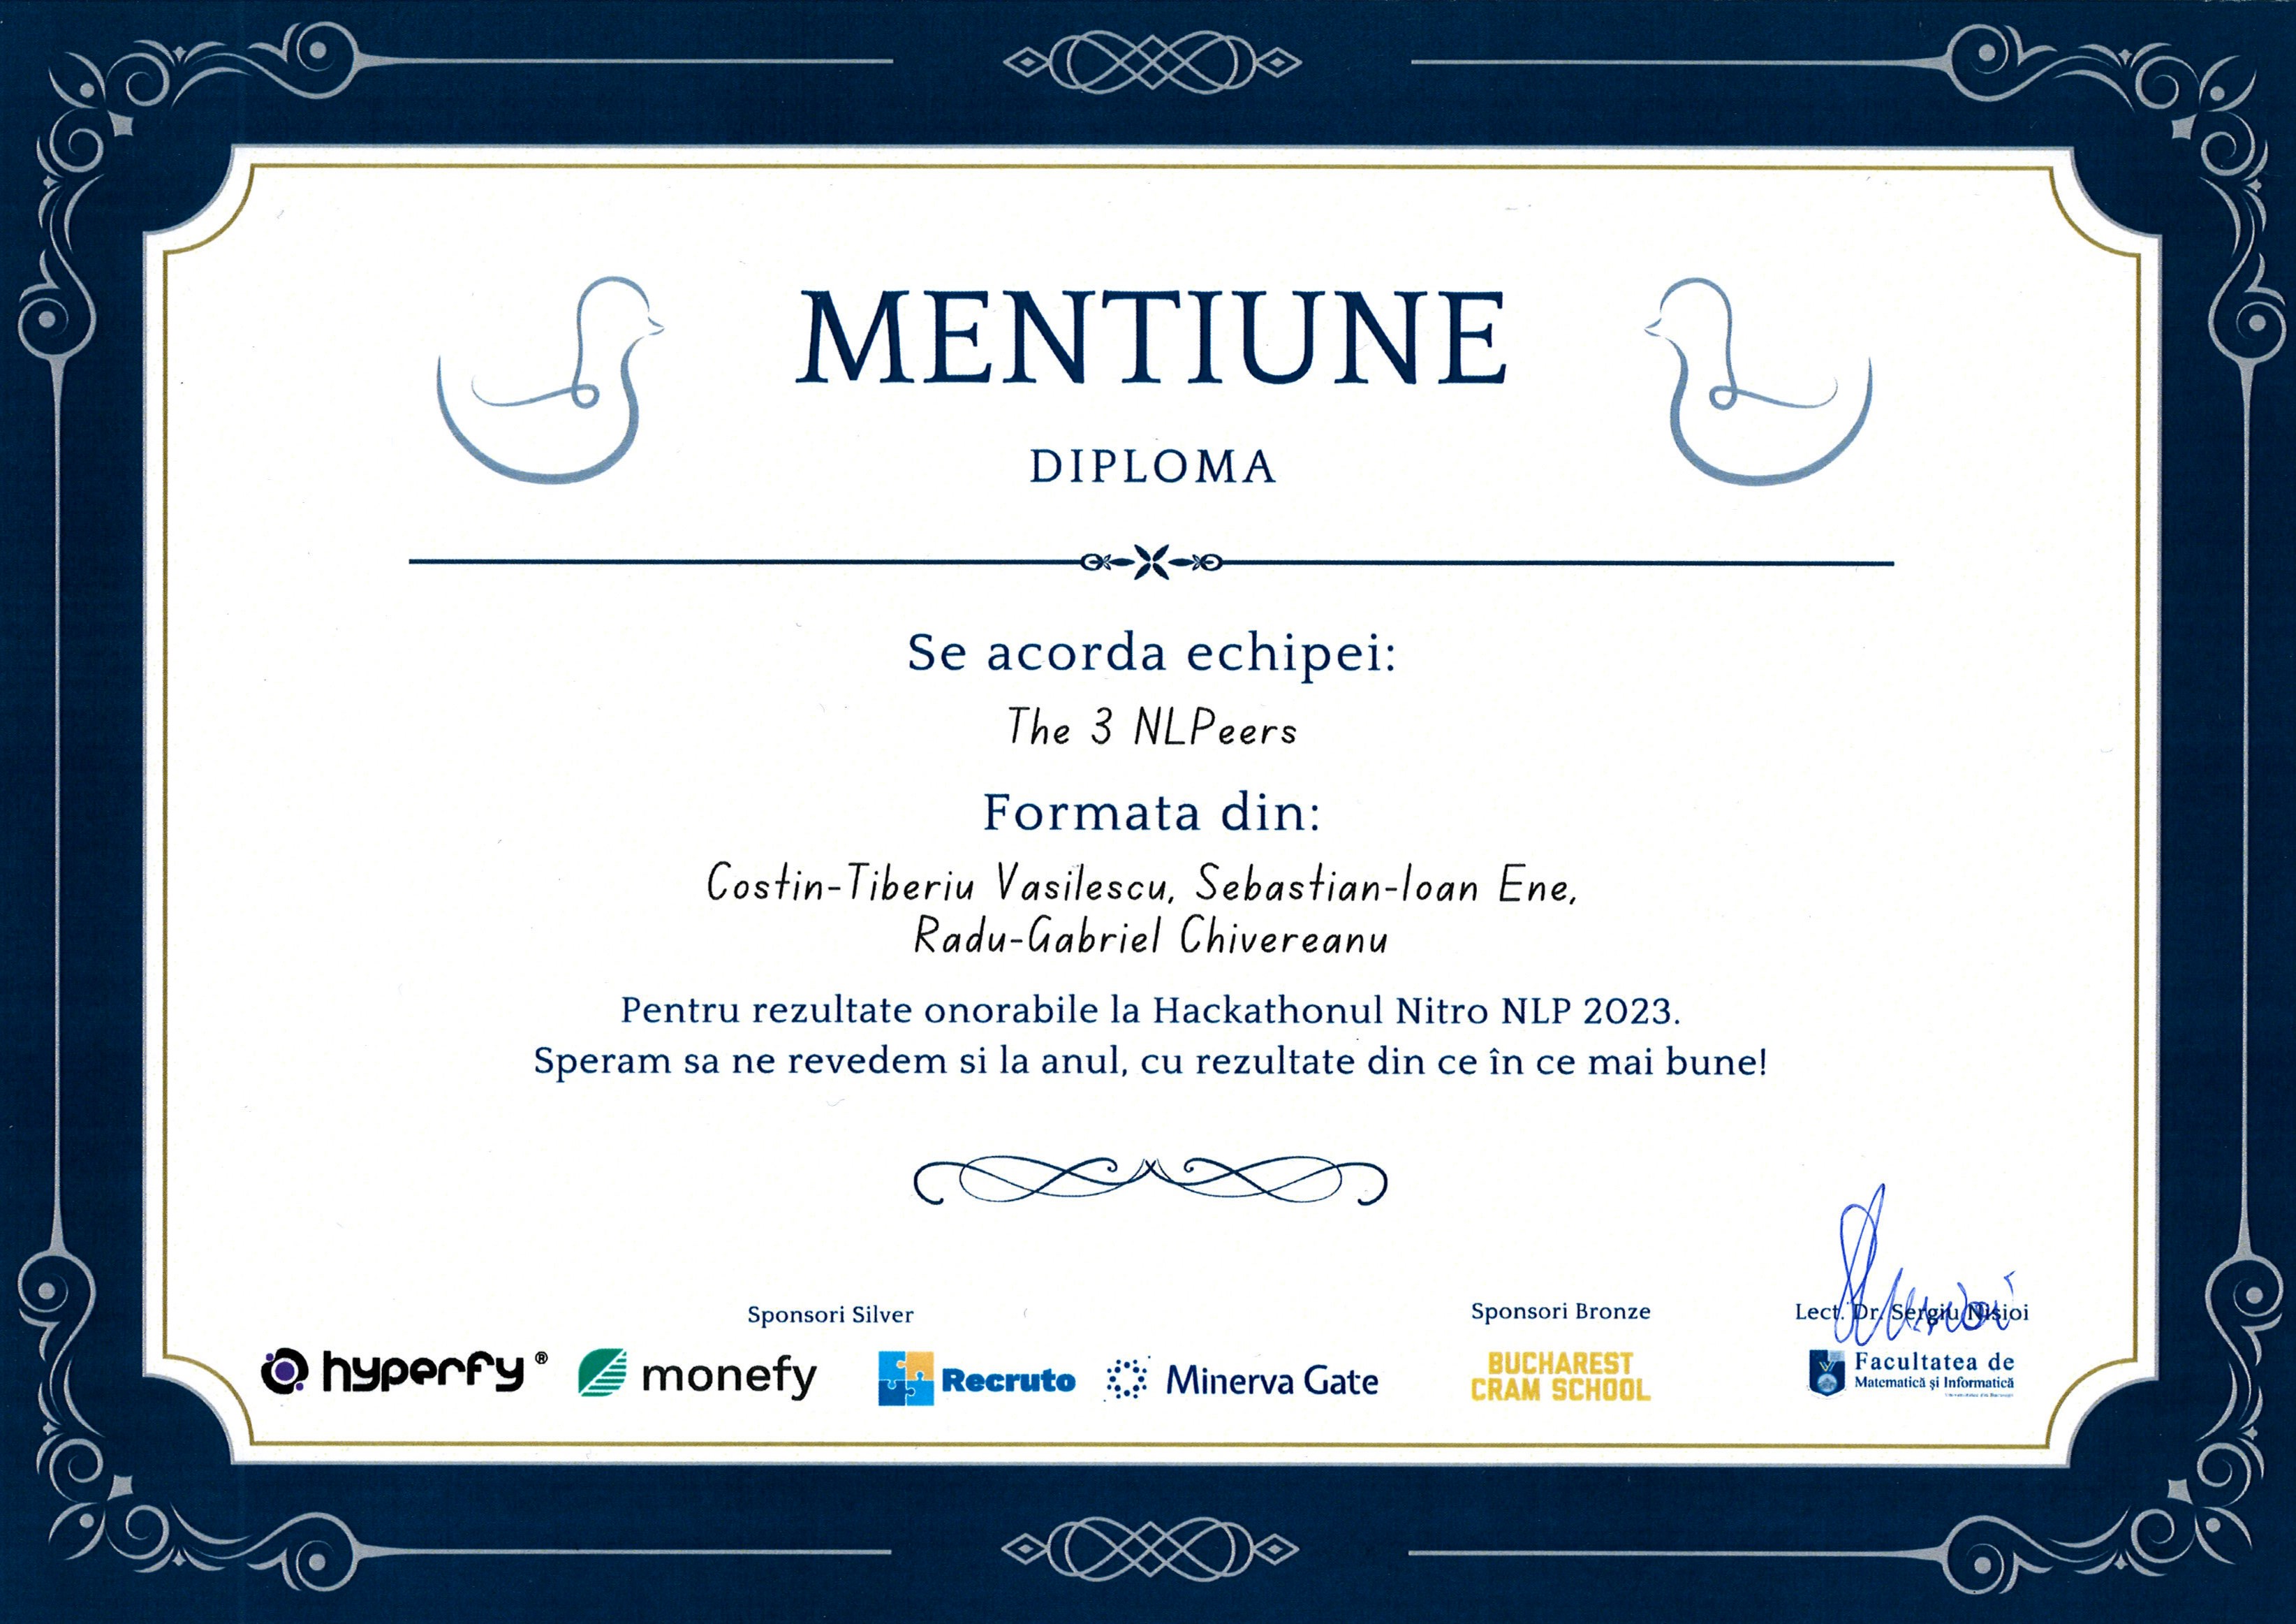 MENTIUNE
DIPLOMA
Se acorda echipei:
The 3 NLPeers
Formata din:
Costin-Tiberiu Vasilescu, Sebastian-Ioan Ene,
Radu-Gabriel Chivereanu
Pentru rezultate onorabile la Hackathonul Nitro NLP 2023.
Speram sa ne revedem si la anul, cu rezultate din ce în ce mai bune!
Sponsori Silver
Sponsori Bronze
Lect. Dr. Sergiu Nisioi
hyperfy ®
monefy
Recruto
Minerva Gate
BUCHAREST
CRAM SCHOOL
Facultatea de
Matematică și Informatică